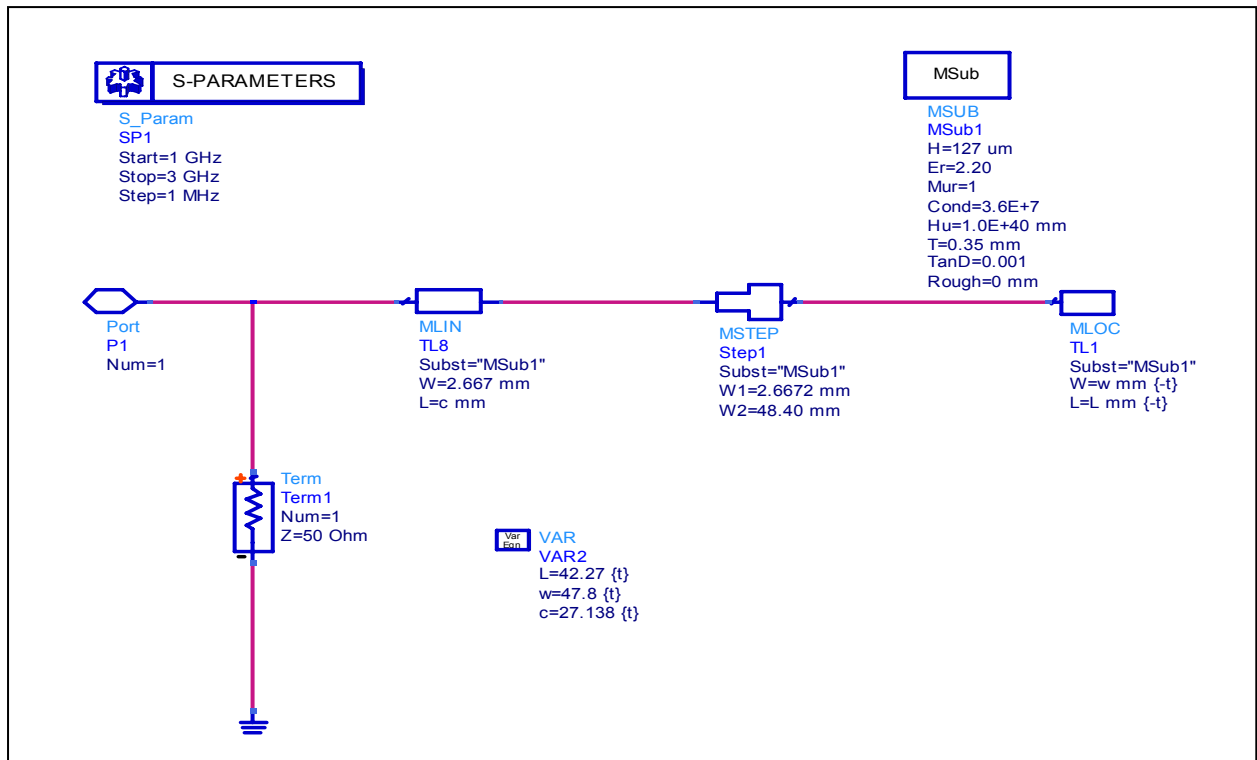 S-PARAMETERS
S_Param
SP1
Start=1 GHz
Stop=3 GHz
Step=1 MHz
MSub
MSUB
MSub1
H=127 um
Er=2.20
Mur=1
Cond=3.6E+7
Hu=1.0E+40 mm
T=0.35 mm
TanD=0.001
Rough=0 mm
Port
P1
Num=1
MLIN
TL8
Subst="MSub1"
W=2.667 mm
L=c mm
MSTEP
Step1
Subst="MSub1"
W1=2.6672 mm
W2=48.40 mm
MLOC
TL1
Subst="MSub1"
W=w mm {-t}
L=L mm {-t}
Term
Term1
Num=1
Z=50 Ohm
Var
Eqn
VAR
VAR2
L=42.27 {t}
w=47.8 {t}
c=27.138 {t}